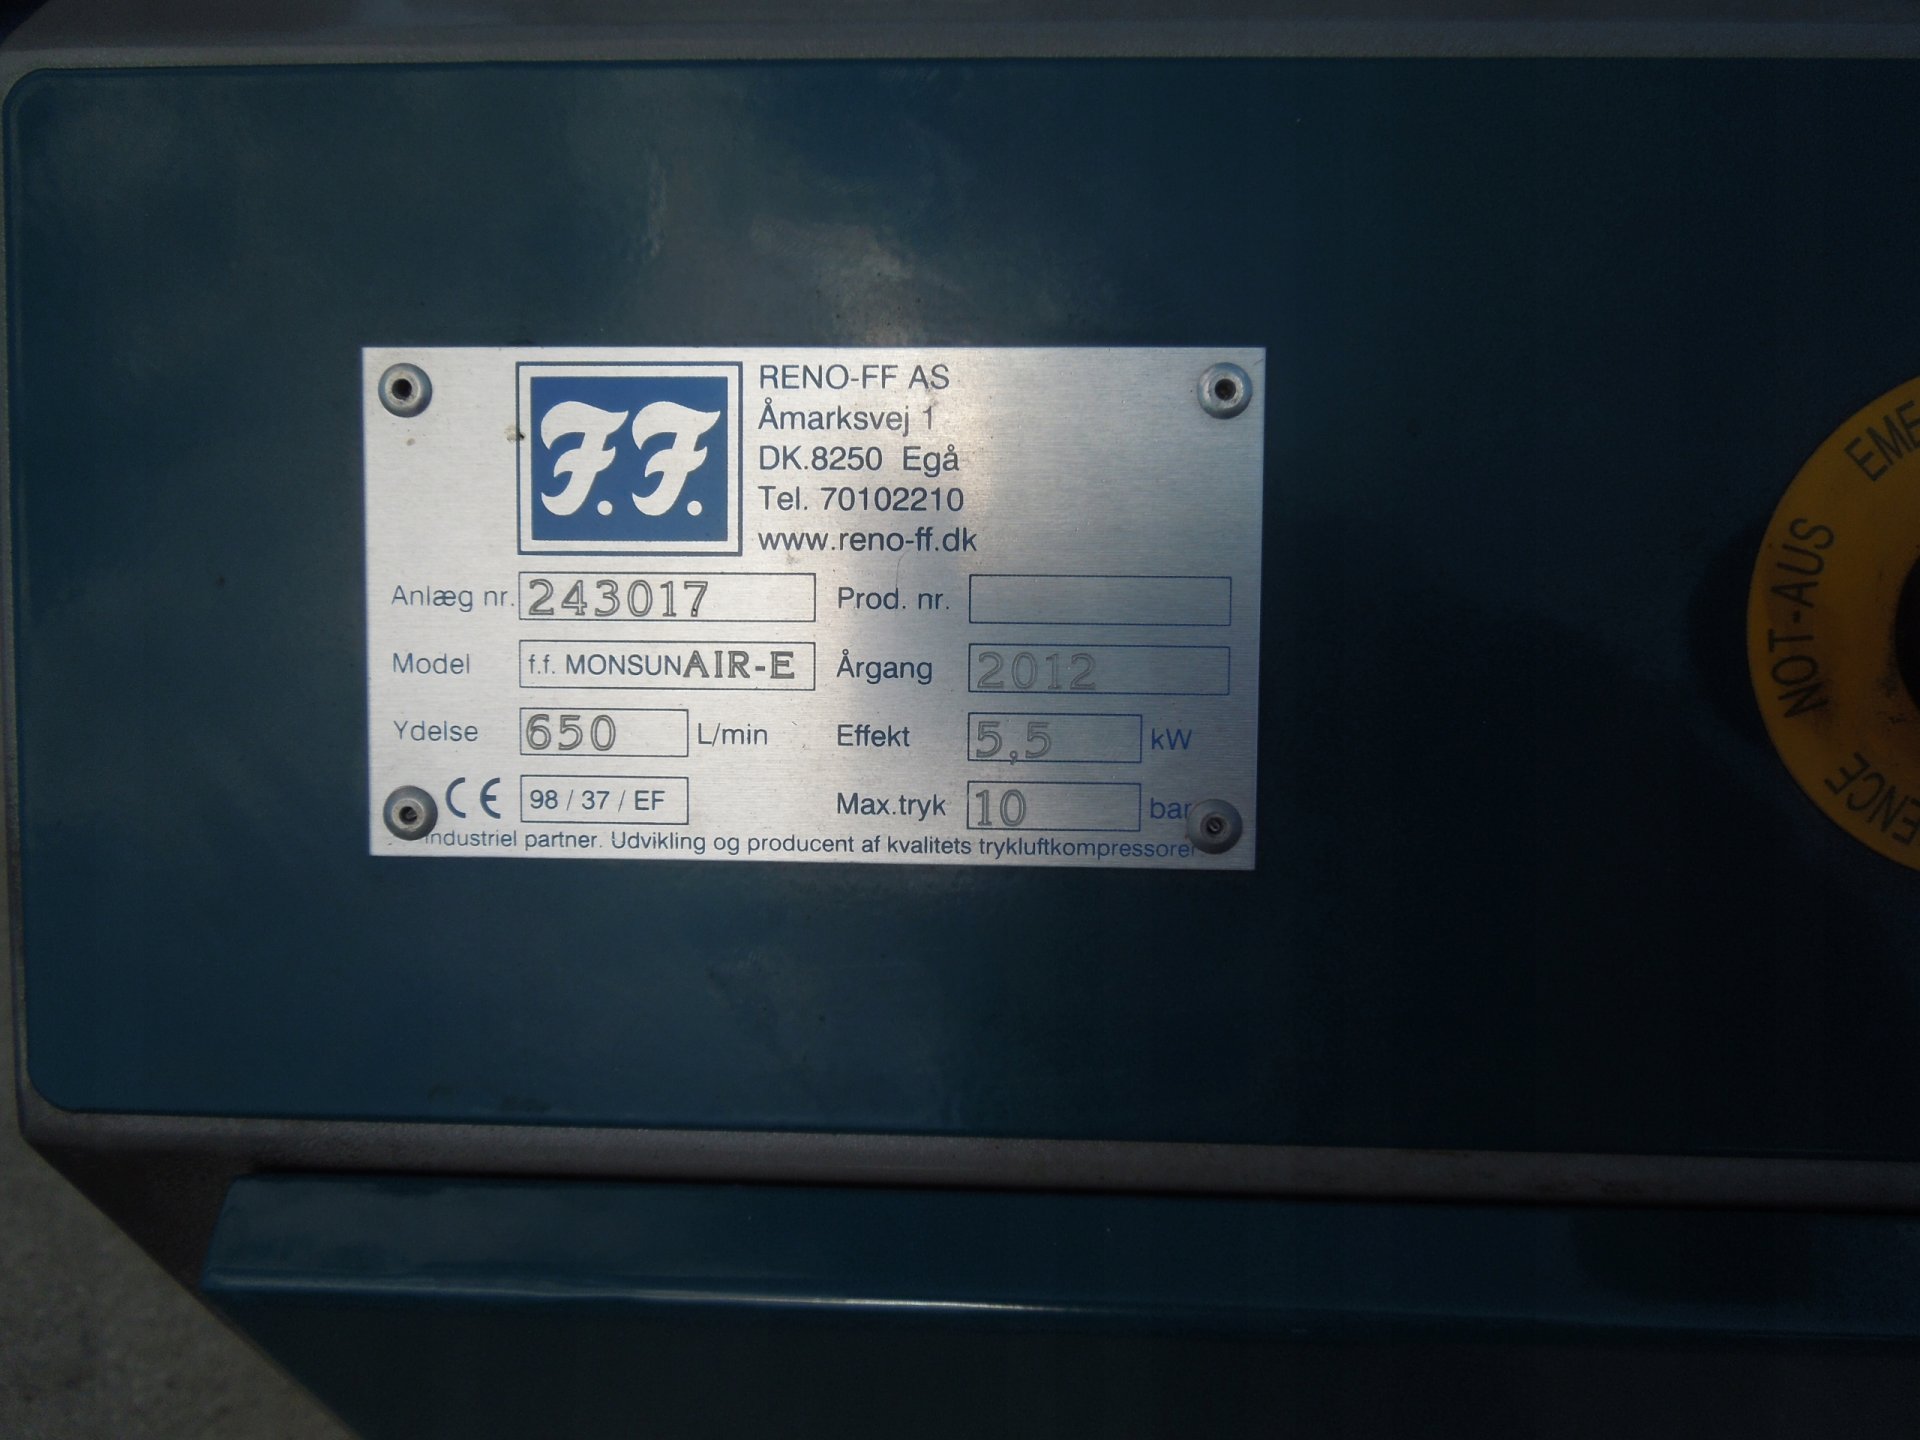 F.F.
RENO-FF AS
Åmarksvej 1
DK.8250 Egå
Tel. 70102210
www.reno-ff.dk
Anlæg nr. 243017 Prod. nr.
Model f.f. MONSUNAIR-E Årgang 2012
Ydelse 650 L/min Effekt 5,5 kW
CE 98 / 37 / EF Max.tryk 10 bar
Industriel partner. Udvikling og producent af kvalitets trykluftkompressorer
NOT-AUS